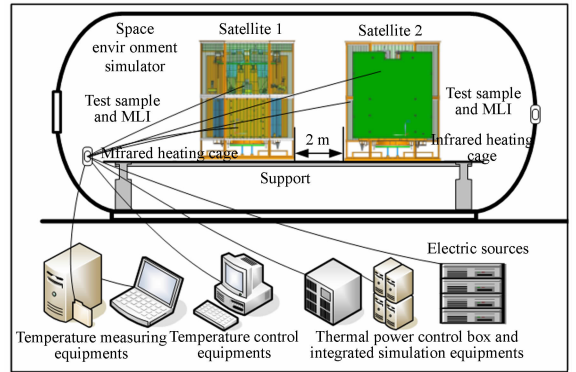 Space
envir onment
simulator
Satellite 1
Satellite 2
Test sample
and MLI
Test sample
and MLI
2 m
Mfrared heating cage
Infrared heating
cage
Support
Electric sources
Temperature measuring
equipments
Temperature control
equipments
Thermal power control box and
integrated simulation equipments